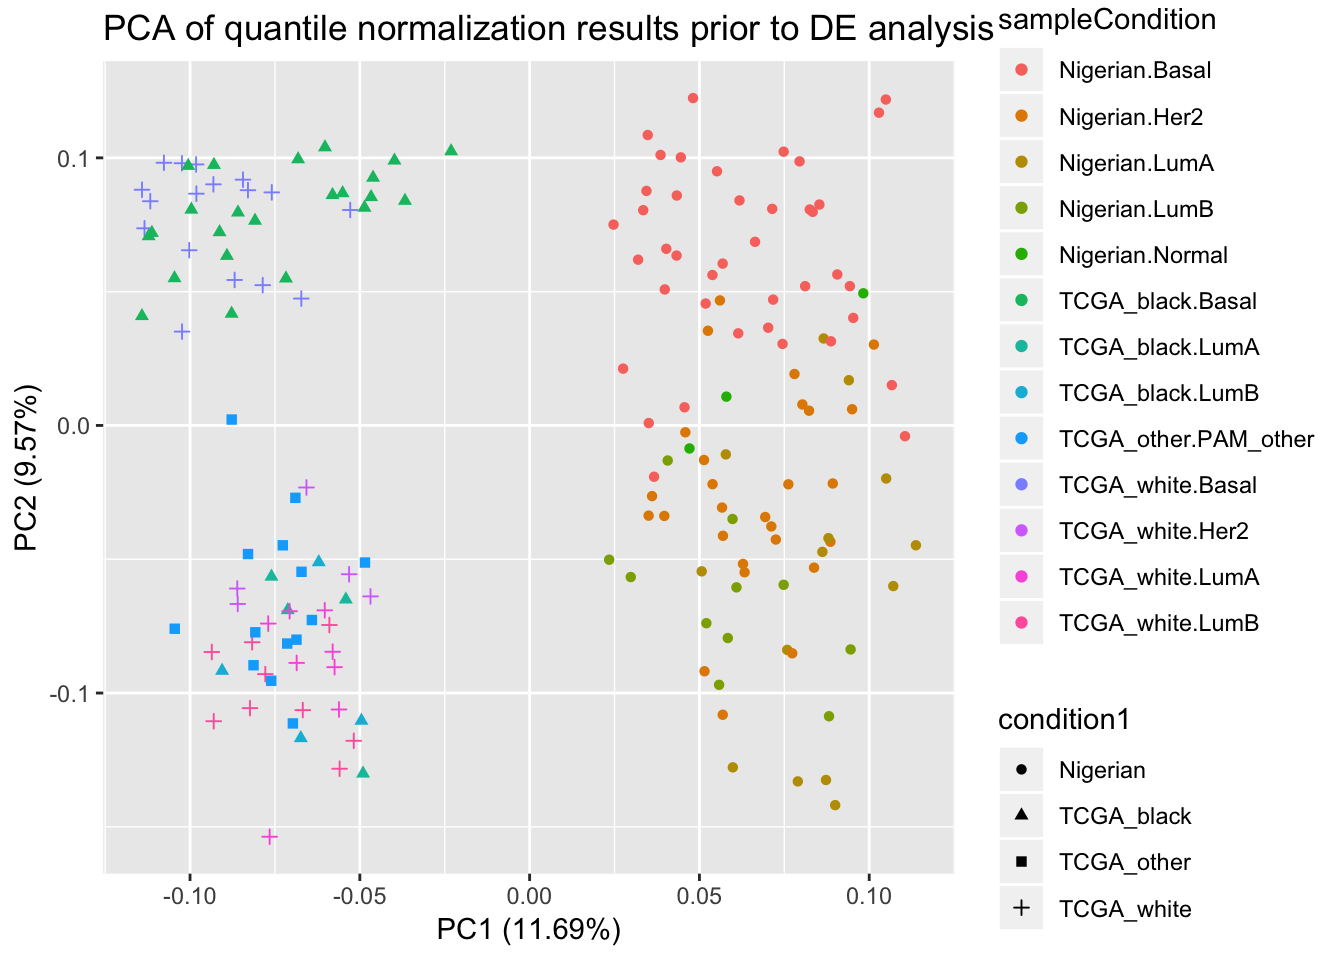 PCA of quantile normalization results prior to DE analysis
sampleCondition
Nigerian.Basal
Nigerian.Her2
Nigerian.LumA
Nigerian.LumB
Nigerian.Normal
TCGA_black.Basal
TCGA_black.LumA
TCGA_black.LumB
TCGA_other.PAM_other
TCGA_white.Basal
TCGA_white.Her2
TCGA_white.LumA
TCGA_white.LumB
condition1
Nigerian
TCGA_black
TCGA_other
TCGA_white
PC2 (9.57%)
0.1
0.0
-0.1
-0.10 -0.05 0.00 0.05 0.10
PC1 (11.69%)